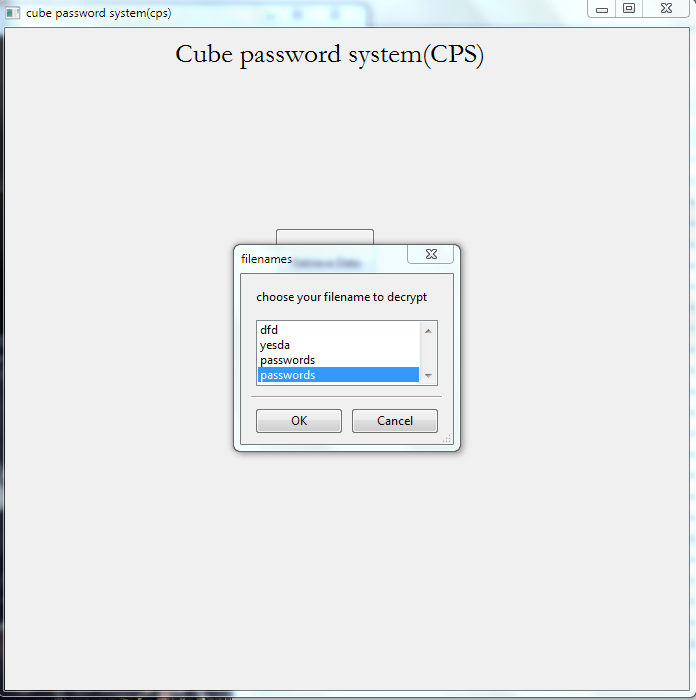 cube password system(cps)
Cube password system(CPS)
filenames
choose your filename to decrypt
dfd
yesda
passwords
passwords
OK
Cancel